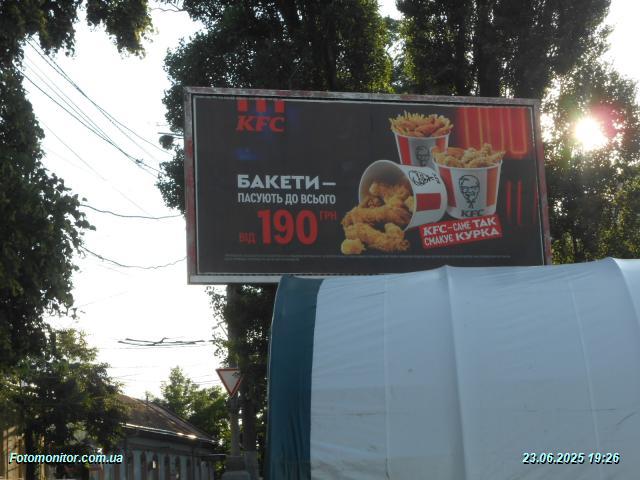 KFC
БАКЕТИ—
ПАСУЮТЬ ДО ВСЬОГО
ВІД 190 ГРН
KFC
KFC–САМЕ ТАК
СМАКУЄ КУРКА
Fotomonitor.com.ua
23.06.2025 19:26